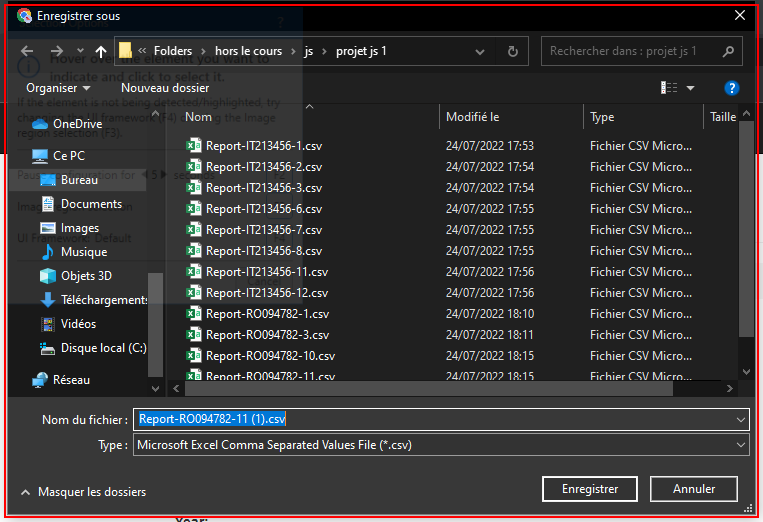 Enregistrer sous
« Folders › hors le cours › js › projet js 1
Rechercher dans : projet js 1
Hover over the element you want to
indicate and click to select it.
Organiser
Nouveau dossier
If the element is not being detected/highlighted, try
region selection (F3).
seconds
Default
OneDrive
Ce PC
Bureau
Documents
Images
Musique
Objets 3D
Téléchargements
Vidéos
Disque local (C:)
Réseau
Nom Modifié le Type Taille
Report-IT213456-1.csv 24/07/2022 17:53 Fichier CSV Micro...
Report-IT213456-2.csv 24/07/2022 17:54 Fichier CSV Micro...
Report-IT213456-3.csv 24/07/2022 17:54 Fichier CSV Micro...
Report-IT213456-6.csv 24/07/2022 17:55 Fichier CSV Micro...
Report-IT213456-7.csv 24/07/2022 17:55 Fichier CSV Micro...
Report-IT213456-8.csv 24/07/2022 17:55 Fichier CSV Micro...
Report-IT213456-11.csv 24/07/2022 17:56 Fichier CSV Micro...
Report-IT213456-12.csv 24/07/2022 17:56 Fichier CSV Micro...
Report-RO094782-1.csv 24/07/2022 18:10 Fichier CSV Micro...
Report-RO094782-3.csv 24/07/2022 18:11 Fichier CSV Micro...
Report-RO094782-10.csv 24/07/2022 18:15 Fichier CSV Micro...
Report-RO094782-11.csv 24/07/2022 18:15 Fichier CSV Micro...
Nom du fichier : Report-RO094782-11 (1).csv
Type : Microsoft Excel Comma Separated Values File (*.csv)
Masquer les dossiers
Enregistrer
Annuler
Year: